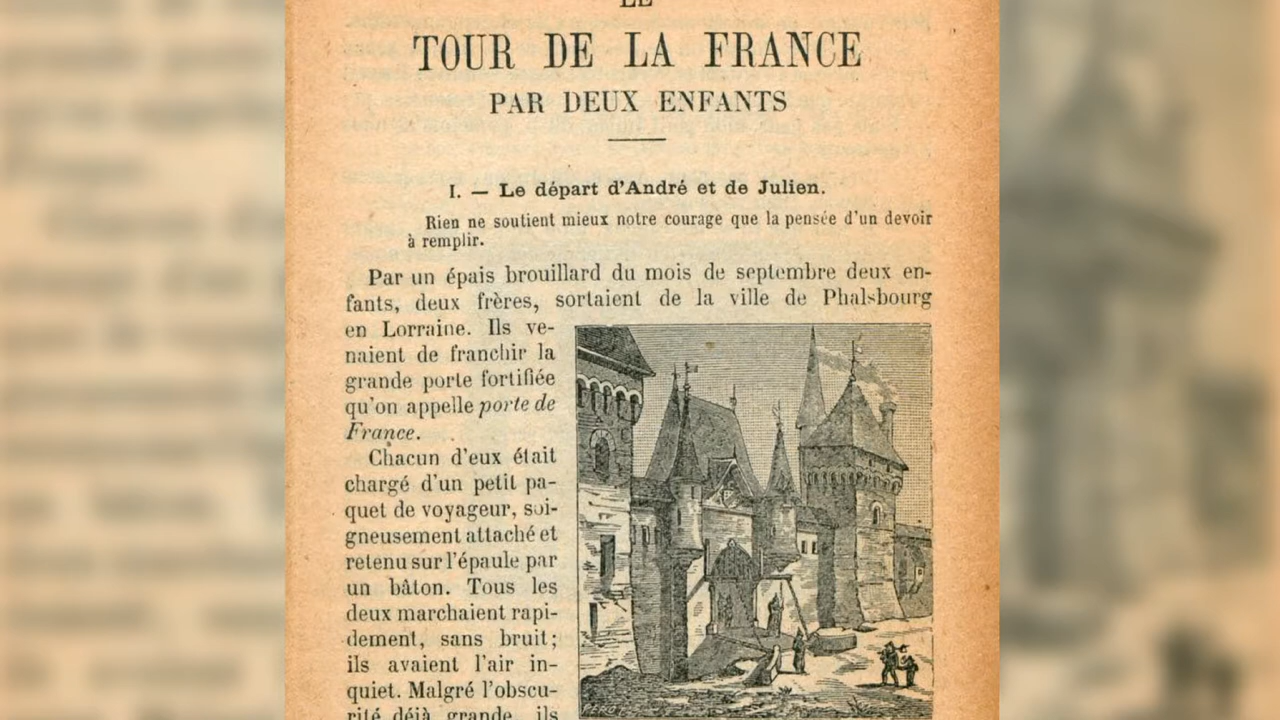 LE
TOUR DE LA FRANCE
PAR DEUX ENFANTS
I. — Le départ d'André et de Julien.
Rien ne soutient mieux notre courage que la pensée d'un devoir
à remplir.
Par un épais brouillard du mois de septembre deux en-
fants, deux frères, sortaient de la ville de Phalsbourg
en Lorraine. Ils ve-
naient de franchir la
grande porte fortifiée
qu'on appelle porte de
France.
Chacun d'eux était
chargé d'un petit pa-
quet de voyageur, soi-
gneusement attaché et
retenu sur l'épaule par
un bâton. Tous les
deux marchaient rapi-
dement, sans bruit;
ils avaient l'air in-
quiet. Malgré l'obscu-
rité déjà grande, ils